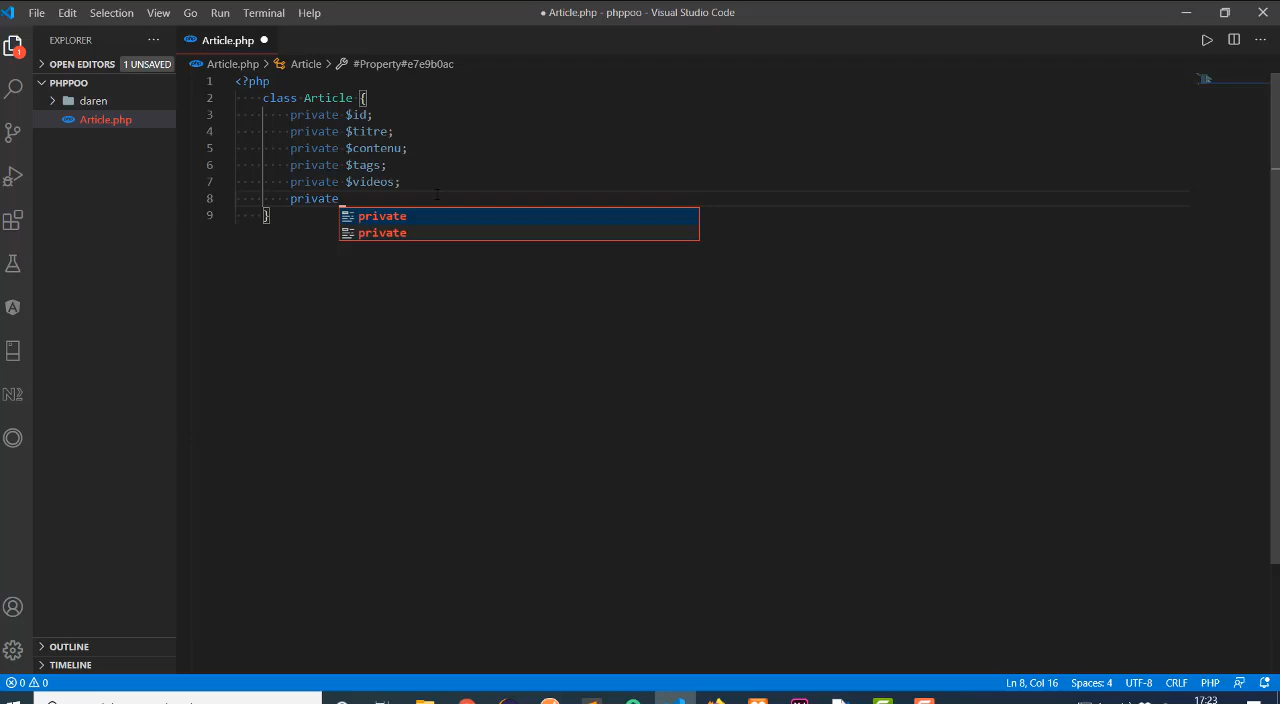 File Edit Selection View Go Run Terminal Help
● Article.php - phppoo - Visual Studio Code
EXPLORER
OPEN EDITORS 1 UNSAVED
PHPPOO
daren
Article.php
1
Article.php ●
Article.php > Article > #Property#e7e9b0ac
1 <?php
2 class Article {
3 private $id;
4 private $titre;
5 private $contenu;
6 private $tags;
7 private $videos;
8 private
9 }
private
private
OUTLINE
TIMELINE
0 0
Ln 8, Col 16 Spaces: 4 UTF-8 CRLF PHP
17:23